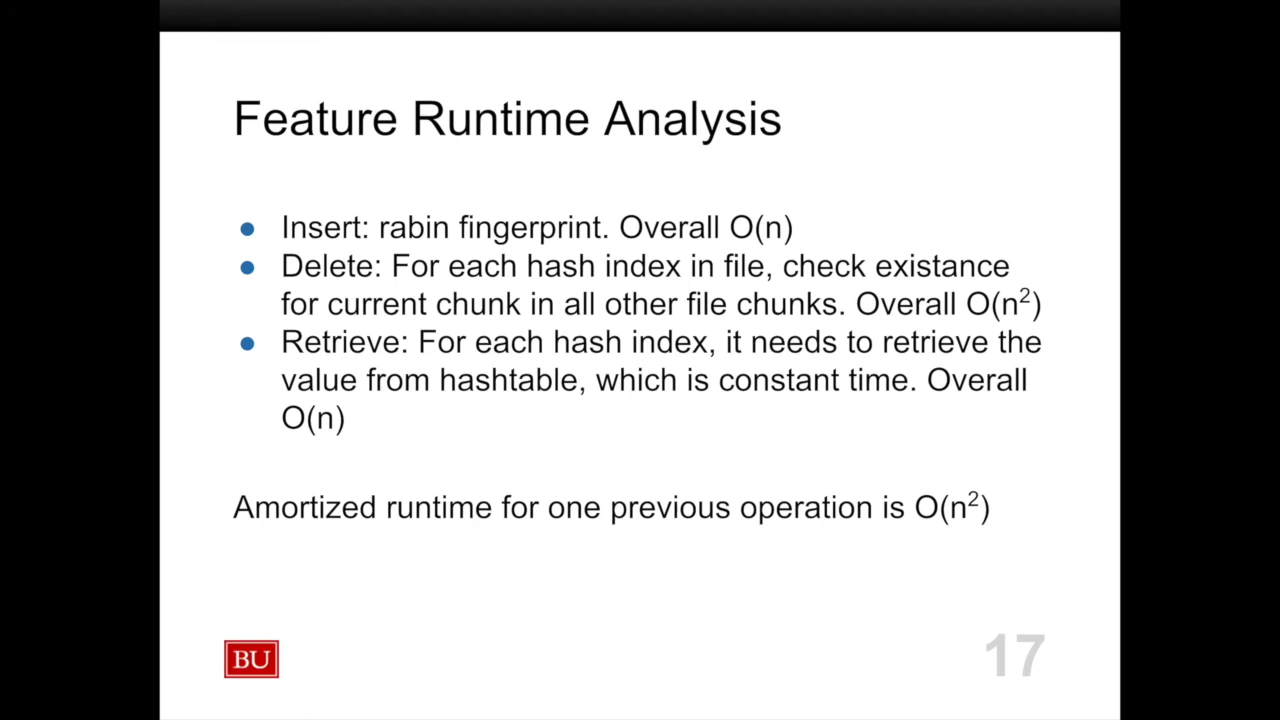 Feature Runtime Analysis
● Insert: rabin fingerprint. Overall O(n)
● Delete: For each hash index in file, check existance
for current chunk in all other file chunks. Overall O(n²)
● Retrieve: For each hash index, it needs to retrieve the
value from hashtable, which is constant time. Overall
O(n)
Amortized runtime for one previous operation is O(n²)
BU
17